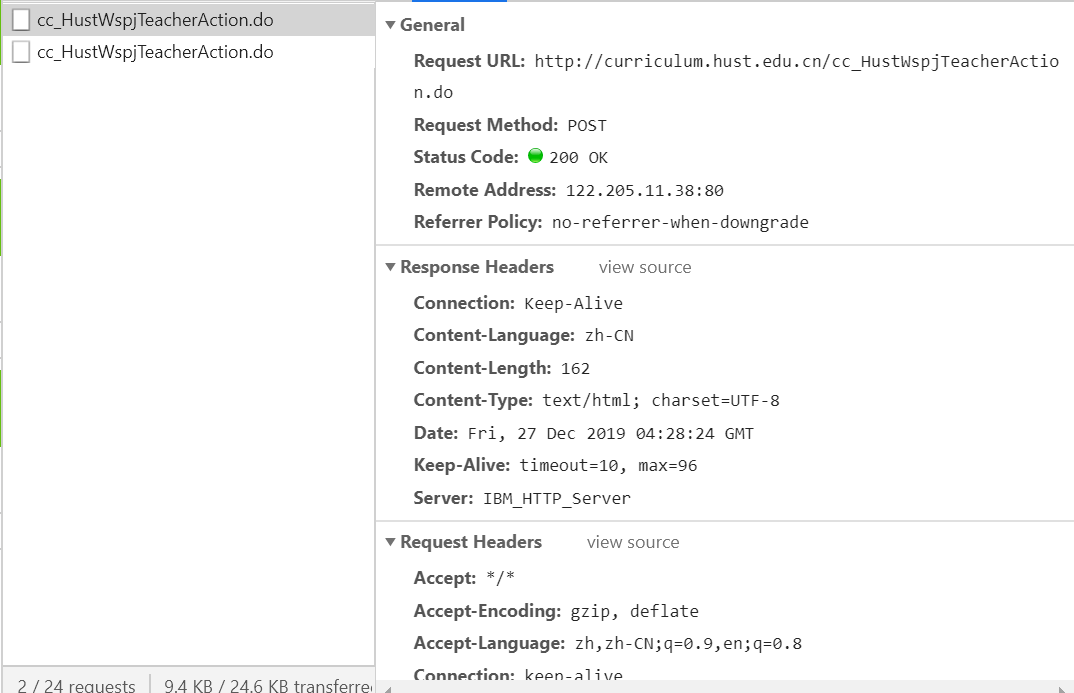 cc_HustWspjTeacherAction.do
cc_HustWspjTeacherAction.do
2 / 24 requests
9.4 KB / 24.6 KB transferre
General
Request URL: http://curriculum.hust.edu.cn/cc_HustWspjTeacherActio
n.do
Request Method: POST
Status Code: 200 OK
Remote Address: 122.205.11.38:80
Referrer Policy: no-referrer-when-downgrade
Response Headers view source
Connection: Keep-Alive
Content-Language: zh-CN
Content-Length: 162
Content-Type: text/html; charset=UTF-8
Date: Fri, 27 Dec 2019 04:28:24 GMT
Keep-Alive: timeout=10, max=96
Server: IBM_HTTP_Server
Request Headers view source
Accept: */*
Accept-Encoding: gzip, deflate
Accept-Language: zh,zh-CN;q=0.9,en;q=0.8
Connection: keep-alive